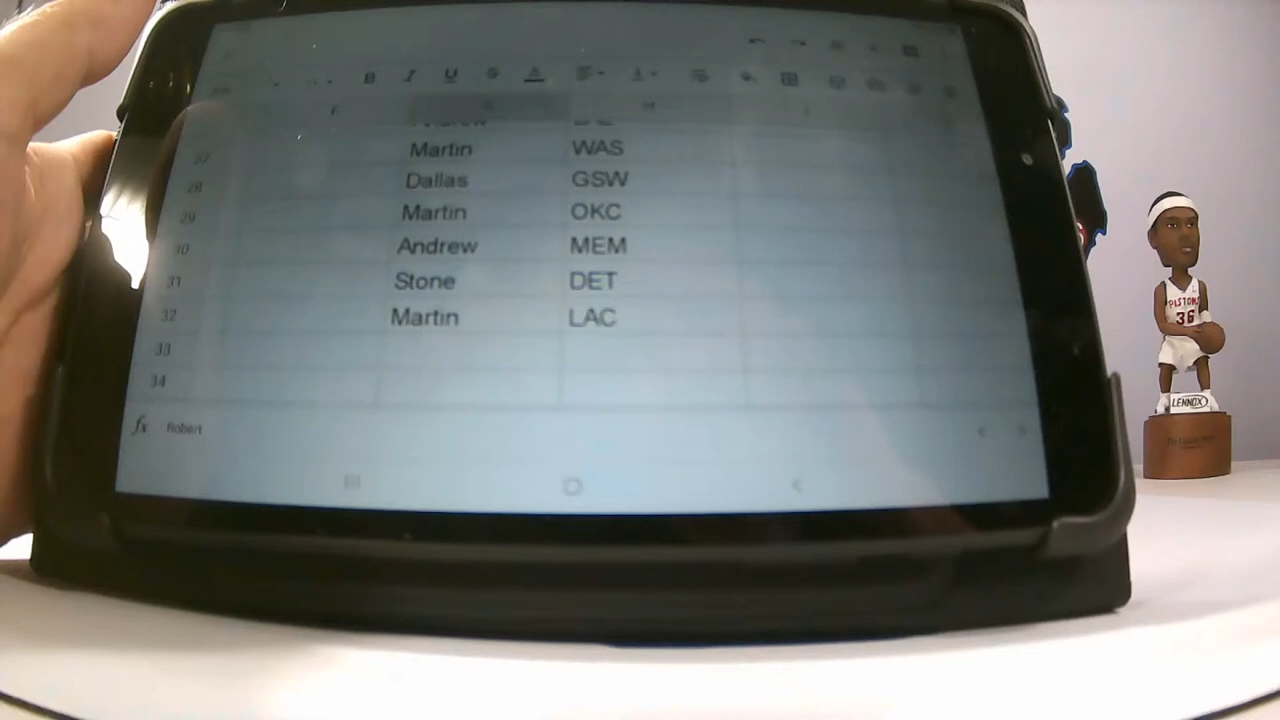 B I U S A
Martin WAS
27
Dallas GSW
28
Martin OKC
29
Andrew MEM
30
Stone DET
31
Martin LAC
32
33
34
fx Robert
PISTONS
36
LENNOX